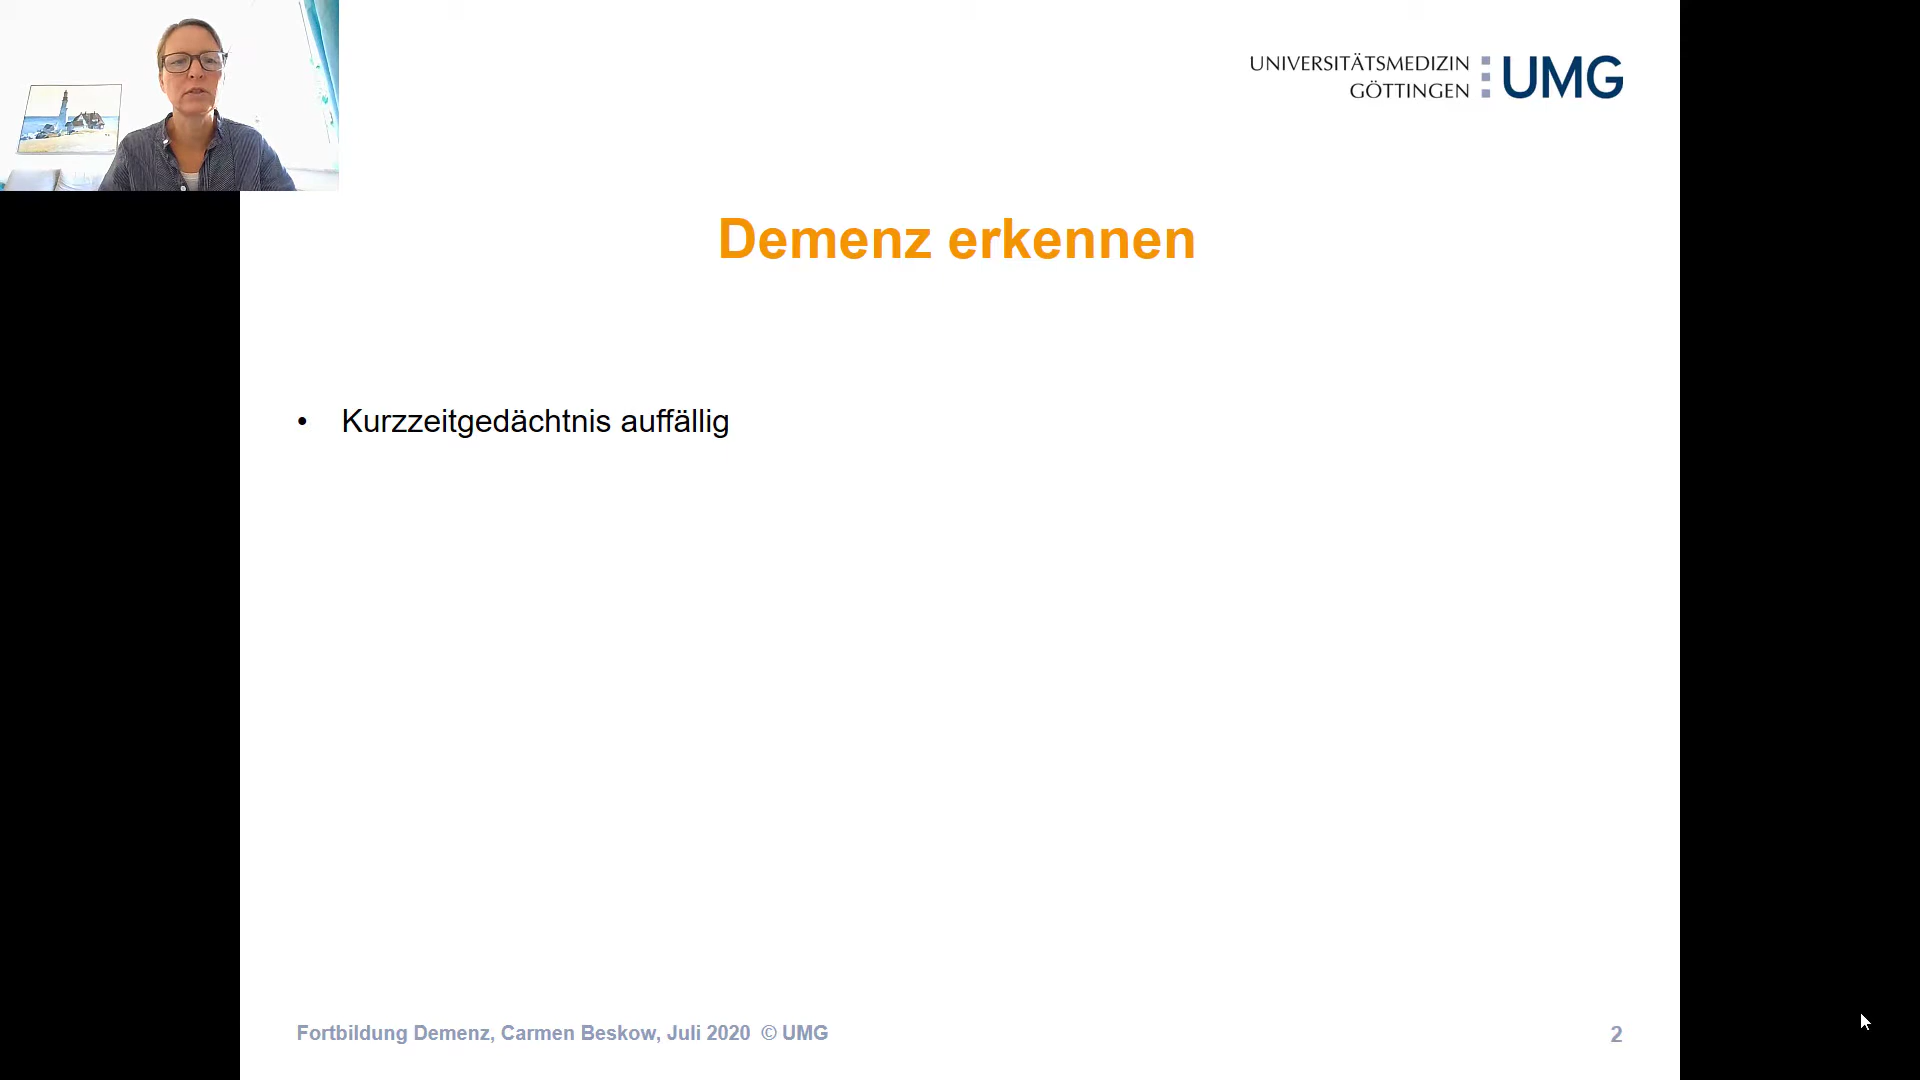 UNIVERSITÄTSMEDIZIN
GÖTTINGEN
UMG
Demenz erkennen
• Kurzzeitgedächtnis auffällig
Fortbildung Demenz, Carmen Beskow, Juli 2020 © UMG
2